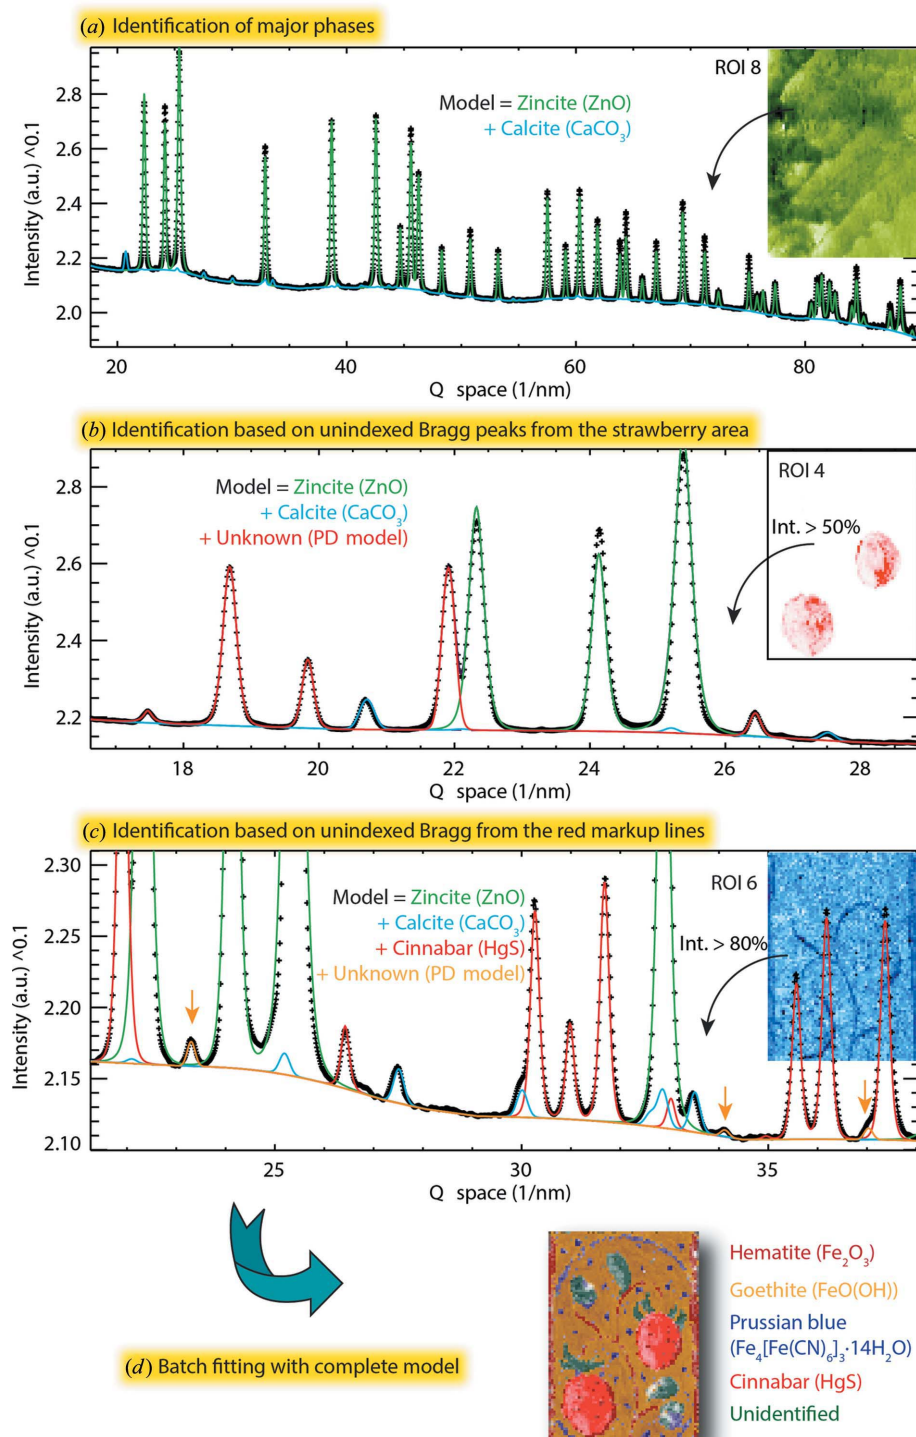 (a) Identification of major phases
ROI 8
Model = Zincite (ZnO)
+ Calcite (CaCO₃)
Intensity (a.u.) ^0.1
2.8
2.6
2.4
2.2
2.0
20 40 60 80
Q space (1/nm)
(b) Identification based on unindexed Bragg peaks from the strawberry area
ROI 4
Model = Zincite (ZnO)
+ Calcite (CaCO₃)
+ Unknown (PD model)
Int. > 50%
Intensity (a.u.) ^0.1
2.8
2.6
2.4
2.2
18 20 22 24 26 28
Q space (1/nm)
(c) Identification based on unindexed Bragg from the red markup lines
ROI 6
Model = Zincite (ZnO)
+ Calcite (CaCO₃)
+ Cinnabar (HgS)
+ Unknown (PD model)
Int. > 80%
Intensity (a.u.) ^0.1
2.30
2.25
2.20
2.15
2.10
25 30 35
Q space (1/nm)
Hematite (Fe₂O₃)
Goethite (FeO(OH))
Prussian blue
(Fe₄[Fe(CN)₆]₃·14H₂O)
Cinnabar (HgS)
Unidentified
(d) Batch fitting with complete model